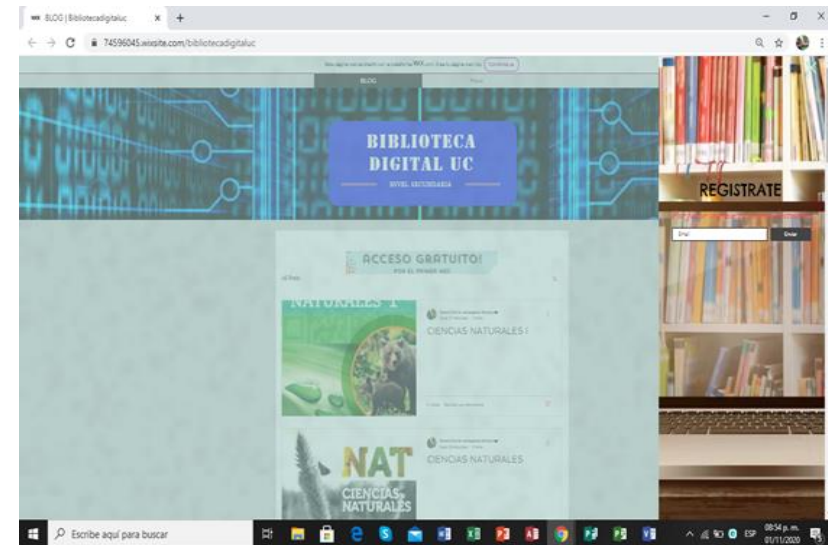 BLOG | Bibliotecadigitaluc
74596045.wixsite.com/bibliotecadigitaluc
BLOG
BIBLIOTECA
DIGITAL UC
NIVEL SECUNDARIA
REGISTRATE
Email
Enviar
ACCESO GRATUITO!
POR EL PRIMER MES
NATURALES 1
CIENCIAS NATURALES
NAT
CIENCIAS
NATURALES
CIENCIAS NATURALES
Escribe aquí para buscar
ESP
08:54 p. m.
01/11/2020